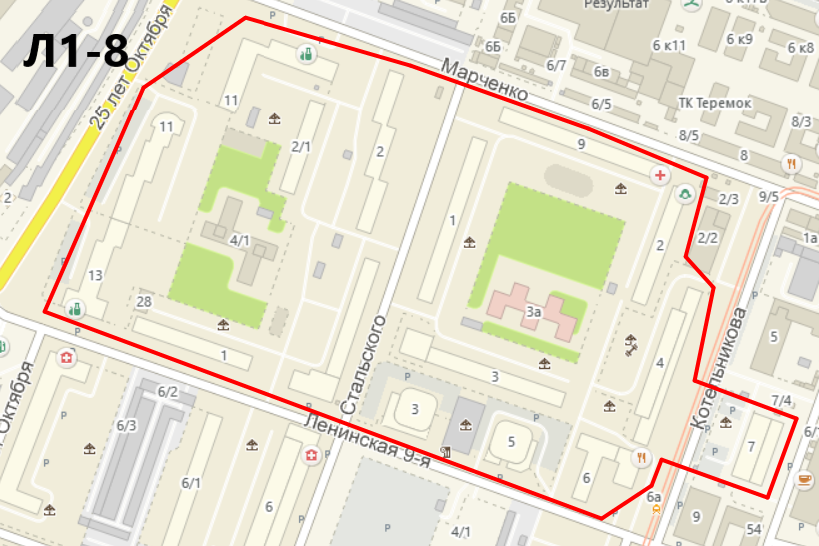 Л1-8
Результат
6Б
6Б
6 к11
6 к9
6 к8
6/7
6в
25 лет Октября
Марченко
6/5
ТК Теремок
8/3
11
11
2/1
2
9
8/5
8
2
1
2/3
9/5
4/1
2
2/2
1а
13
28
3а
5
1
Стальского
4
Котельникова
3
Р
6/2
3
Р
7/4
Октября
6/3
Ленинская 9-я
5
7
6/1
6
6
6а
9
54
Р
4/1